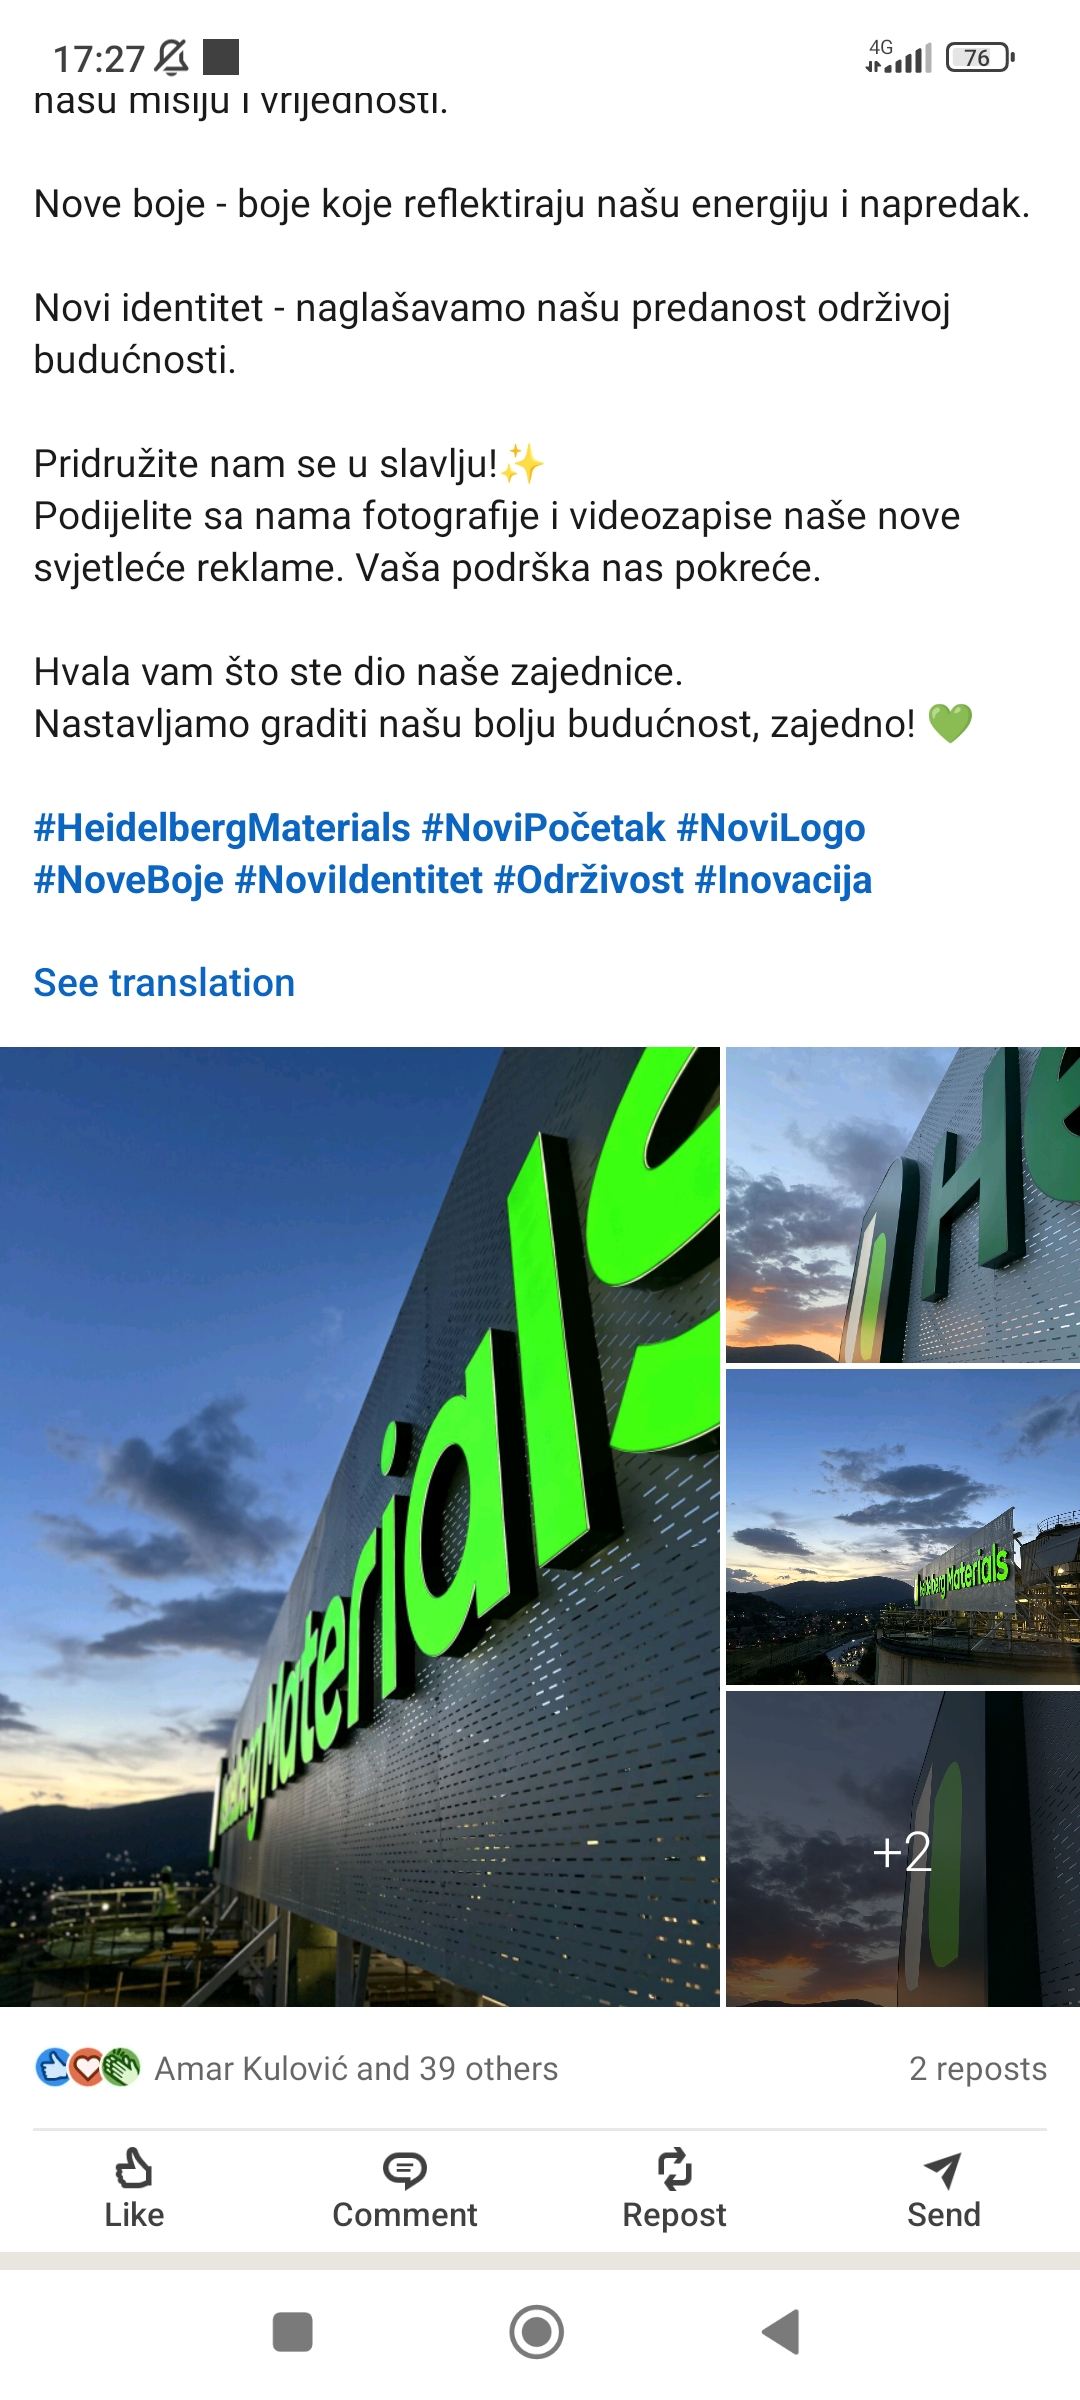 17:27
4G
76
našu misiju i vrijednosti.
Nove boje - boje koje reflektiraju našu energiju i napredak.
Novi identitet - naglašavamo našu predanost održivoj
budućnosti.
Pridružite nam se u slavlju!✨
Podijelite sa nama fotografije i videozapise naše nove
svjetleće reklame. Vaša podrška nas pokreće.
Hvala vam što ste dio naše zajednice.
Nastavljamo graditi našu bolju budućnost, zajedno! 💚
#HeidelbergMaterials #NoviPočetak #NoviLogo
#NoveBoje #NoviIdentitet #Održivost #Inovacija
See translation
Heidelberg Materials
He
Heidelberg Materials
+2
Amar Kulović and 39 others
2 reposts
Like
Comment
Repost
Send